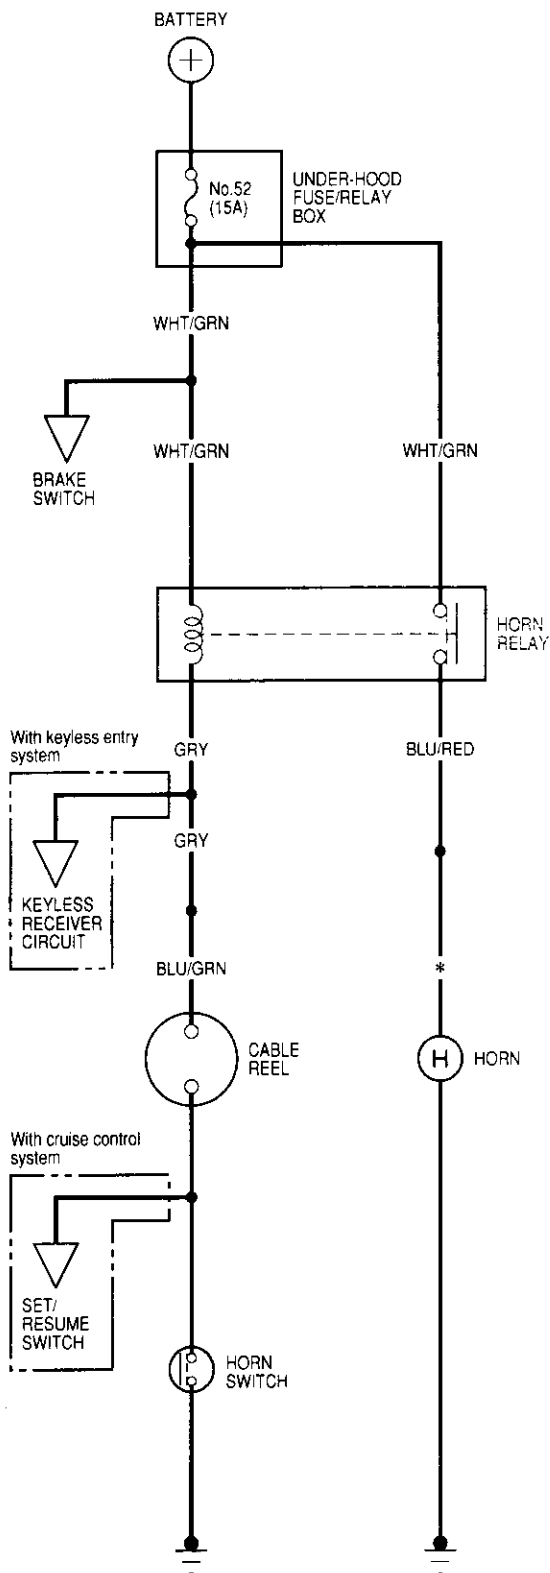 BATTERY
+
No.52
(15A)
UNDER-HOOD
FUSE/RELAY
BOX
WHT/GRN
WHT/GRN
WHT/GRN
BRAKE
SWITCH
HORN
RELAY
With keyless entry
system
GRY
BLU/RED
GRY
KEYLESS
RECEIVER
CIRCUIT
BLU/GRN
*
CABLE
REEL
H
HORN
With cruise control
system
SET/
RESUME
SWITCH
HORN
SWITCH